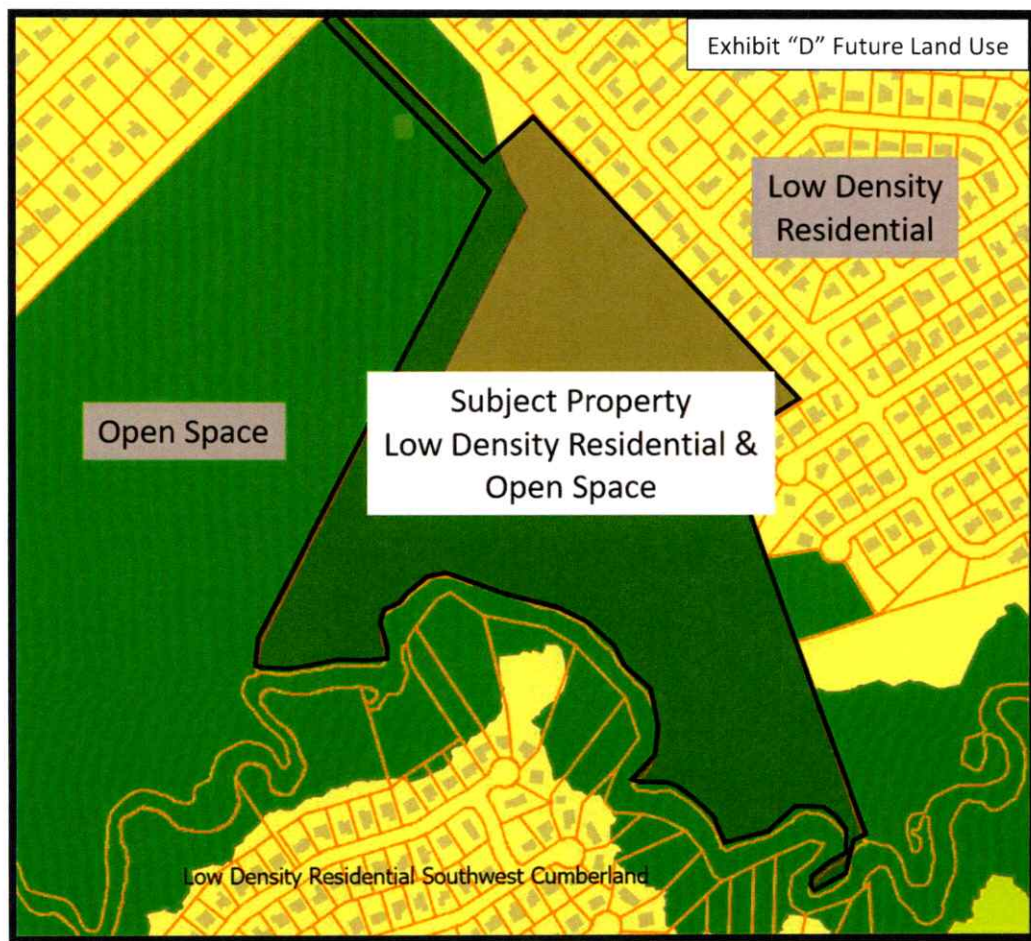 Exhibit “D” Future Land Use
Low Density
Residential
Subject Property
Low Density Residential &
Open Space
Open Space
Low Density Residential Southwest Cumberland